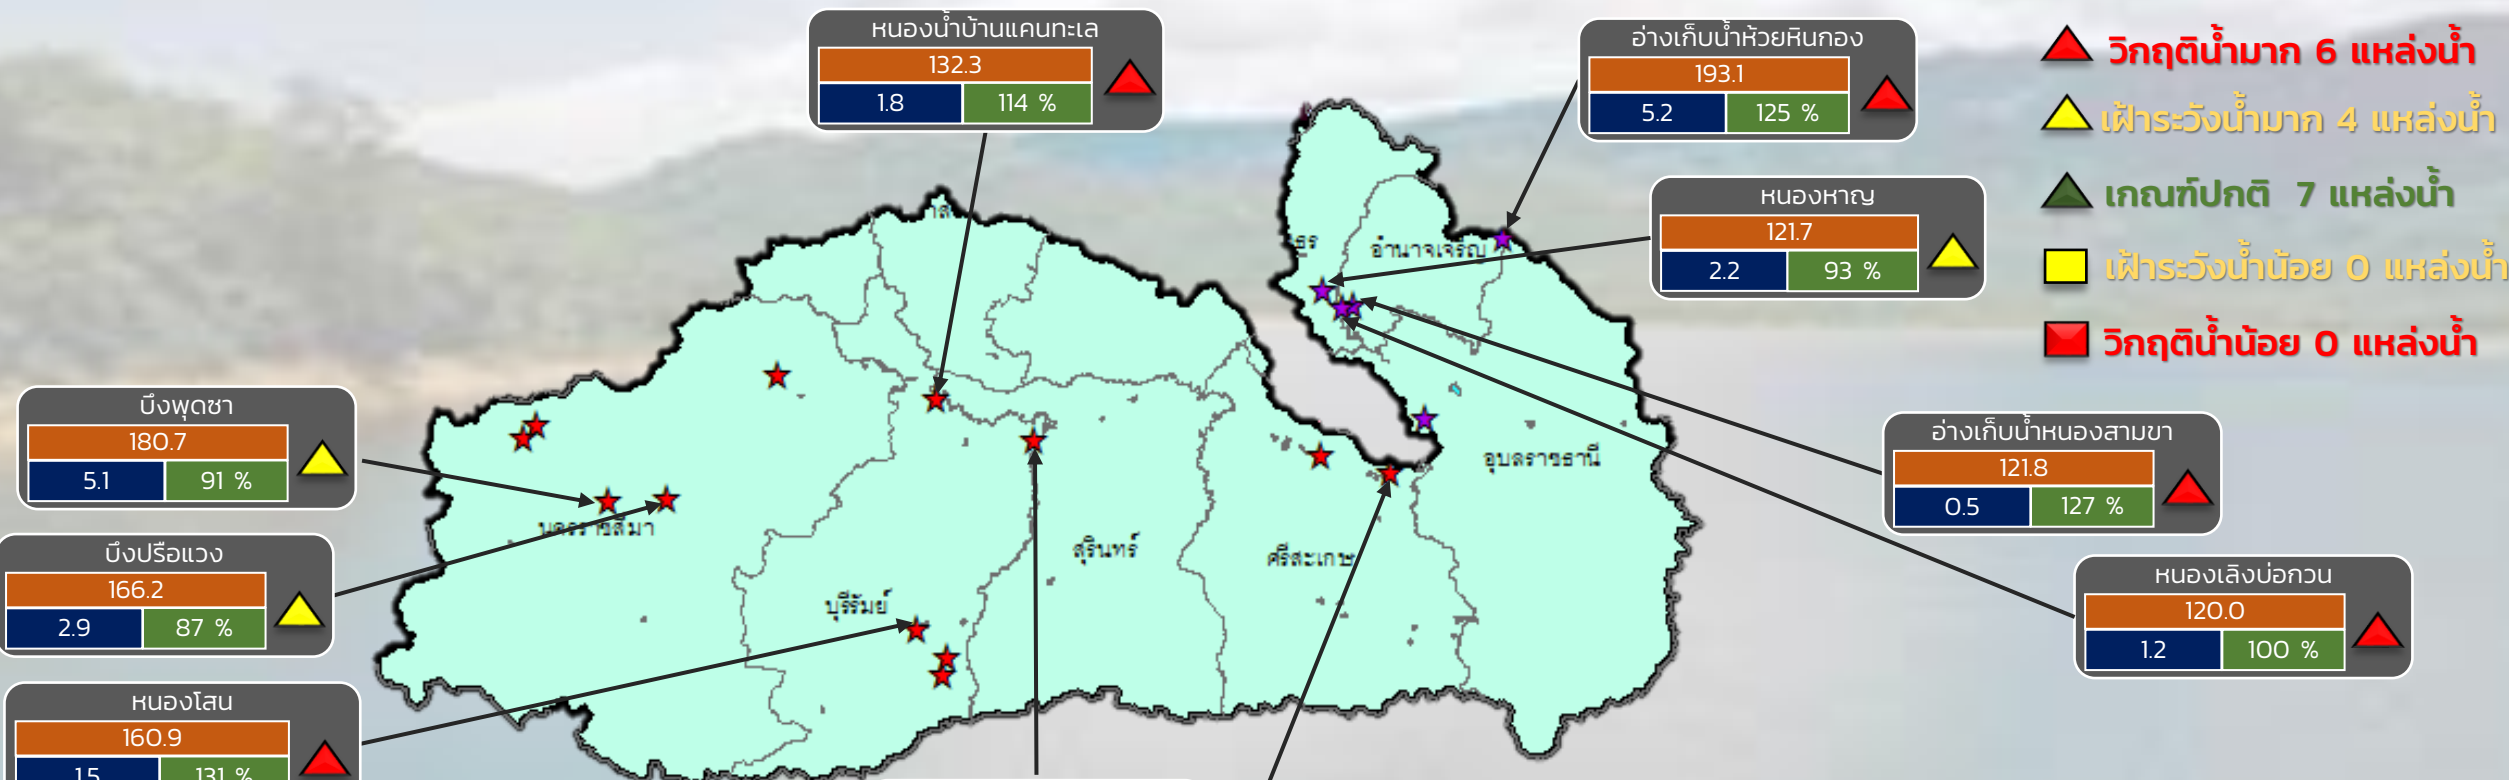 หนองน้ำบ้านแคนทะเล
132.3
1.8 114 %
อ่างเก็บน้ำห้วยหินกอง
193.1
5.2 125 %
หนองหาญ
121.7
2.2 93 %
วิกฤติน้ำมาก 6 แหล่งน้ำ
เฝ้าระวังน้ำมาก 4 แหล่งน้ำ
เกณฑ์ปกติ 7 แหล่งน้ำ
เฝ้าระวังน้ำน้อย 0 แหล่งน้ำ
วิกฤติน้ำน้อย 0 แหล่งน้ำ
อำนาจเจริญ
บึงพุดซา
180.7
5.1 91 %
บึงปรือแวง
166.2
2.9 87 %
หนองโสน
160.9
1.5 131 %
นครราชสีมา
บุรีรัมย์
สุรินทร์
ศรีสะเกษ
อุบลราชธานี
อ่างเก็บน้ำหนองสามขา
121.8
0.5 127 %
หนองเลิงบ่อกวน
120.0
1.2 100 %